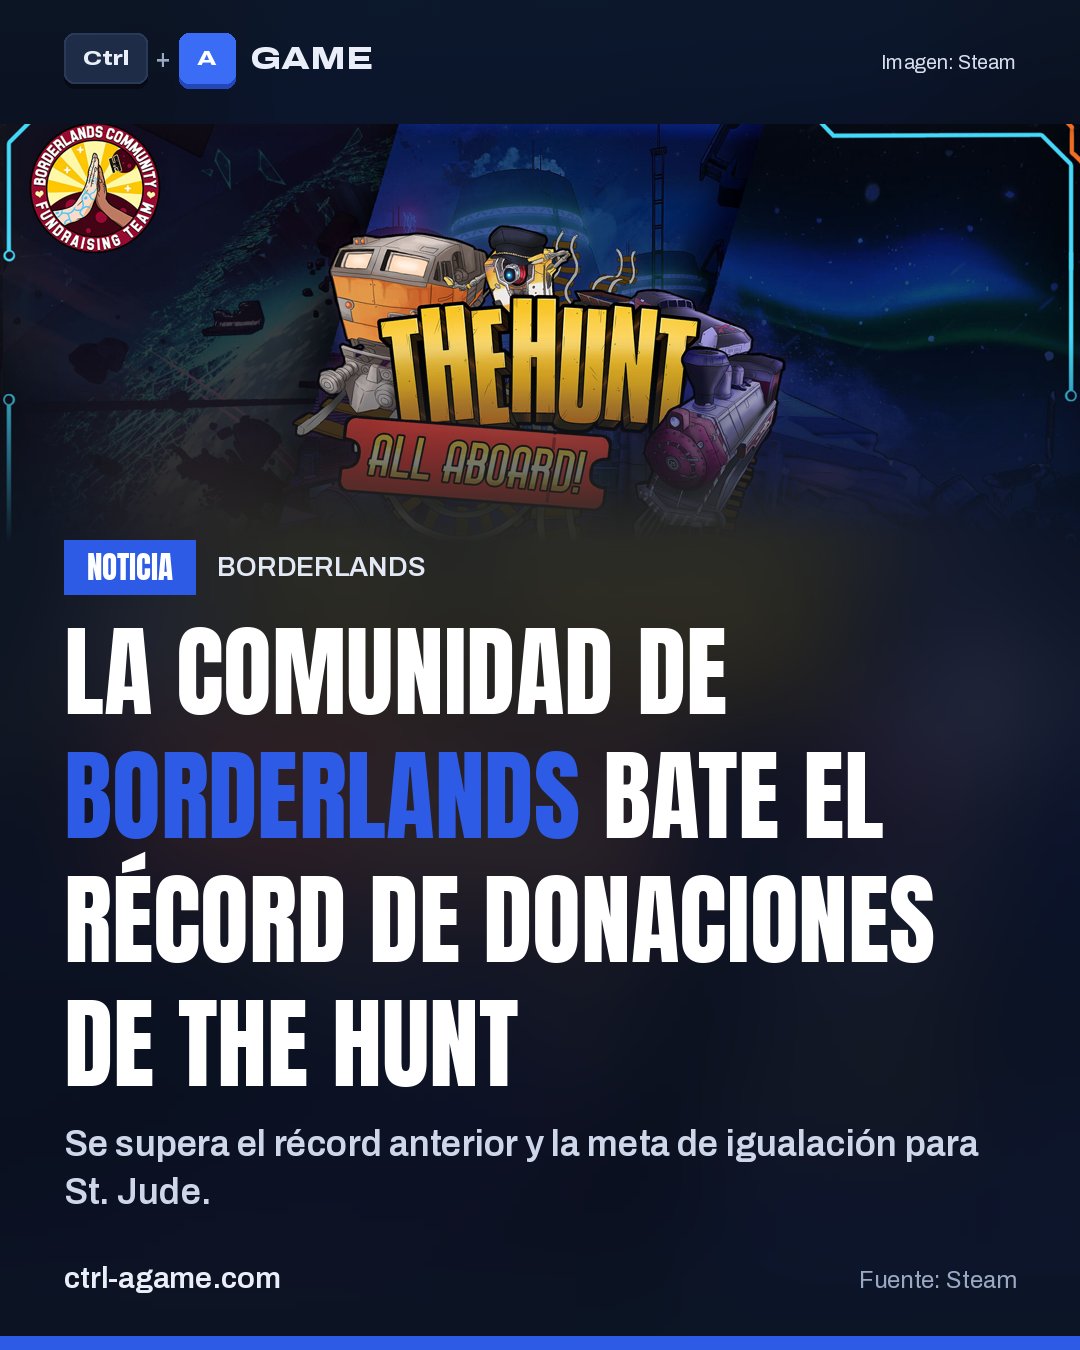 Ctrl + A GAME
Imagen: Steam
BORDERLANDS COMMUNITY
FUNDRAISING TEAM
THE HUNT
ALL ABOARD!
NOTICIA BORDERLANDS
LA COMUNIDAD DE
BORDERLANDS BATE EL
RÉCORD DE DONACIONES
DE THE HUNT
Se supera el récord anterior y la meta de igualación para
St. Jude.
ctrl-agame.com
Fuente: Steam